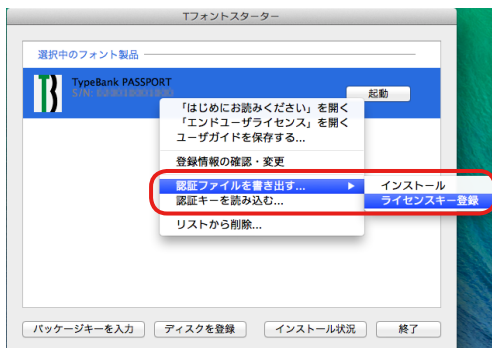 Tフォントスターター
選択中のフォント製品
TypeBank PASSPORT
S/N:
起動
「はじめにお読みください」を開く
「エンドユーザライセンス」を開く
ユーザガイドを保存する...
登録情報の確認・変更
認証ファイルを書き出す... ▶ インストール
認証キーを読み込む... ライセンスキー登録
リストから削除...
パッケージキーを入力 ディスクを登録 インストール状況 終了